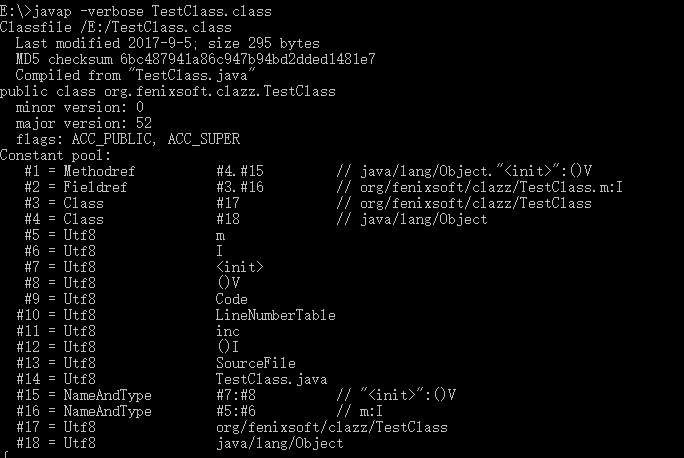 E:\>javap -verbose TestClass.class
Classfile /E:/TestClass.class
  Last modified 2017-9-5; size 295 bytes
  MD5 checksum 6bc487941a86c947b94bd2dded1481e7
  Compiled from "TestClass.java"
public class org.fenixsoft.clazz.TestClass
  minor version: 0
  major version: 52
  flags: ACC_PUBLIC, ACC_SUPER
Constant pool:
   #1 = Methodref          #4.#15         // java/lang/Object."<init>":()V
   #2 = Fieldref           #3.#16         // org/fenixsoft/clazz/TestClass.m:I
   #3 = Class              #17            // org/fenixsoft/clazz/TestClass
   #4 = Class              #18            // java/lang/Object
   #5 = Utf8               m
   #6 = Utf8               I
   #7 = Utf8               <init>
   #8 = Utf8               ()V
   #9 = Utf8               Code
  #10 = Utf8               LineNumberTable
  #11 = Utf8               inc
  #12 = Utf8               ()I
  #13 = Utf8               SourceFile
  #14 = Utf8               TestClass.java
  #15 = NameAndType        #7:#8          // "<init>":()V
  #16 = NameAndType        #5:#6          // m:I
  #17 = Utf8               org/fenixsoft/clazz/TestClass
  #18 = Utf8               java/lang/Object